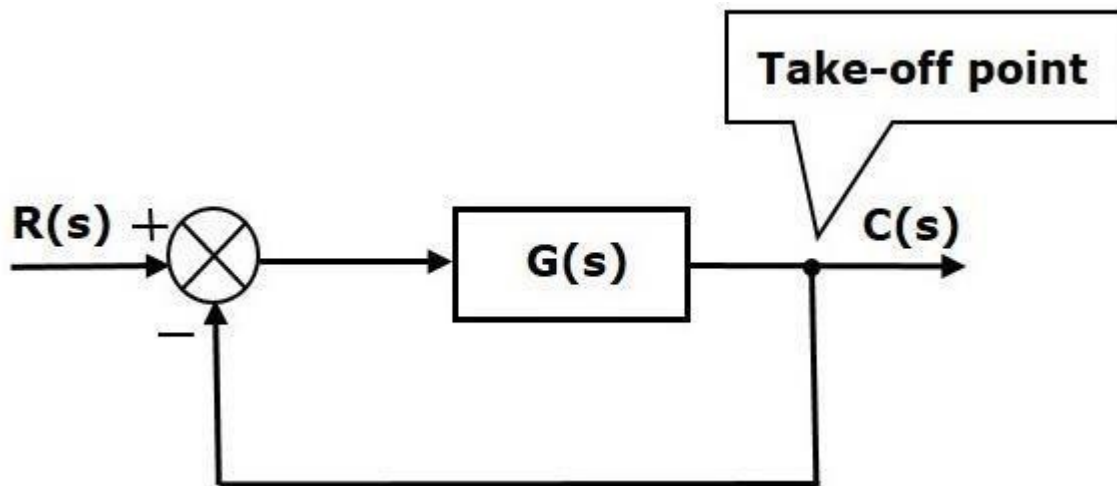 Take-off point
R(s) +
G(s)
C(s)
−